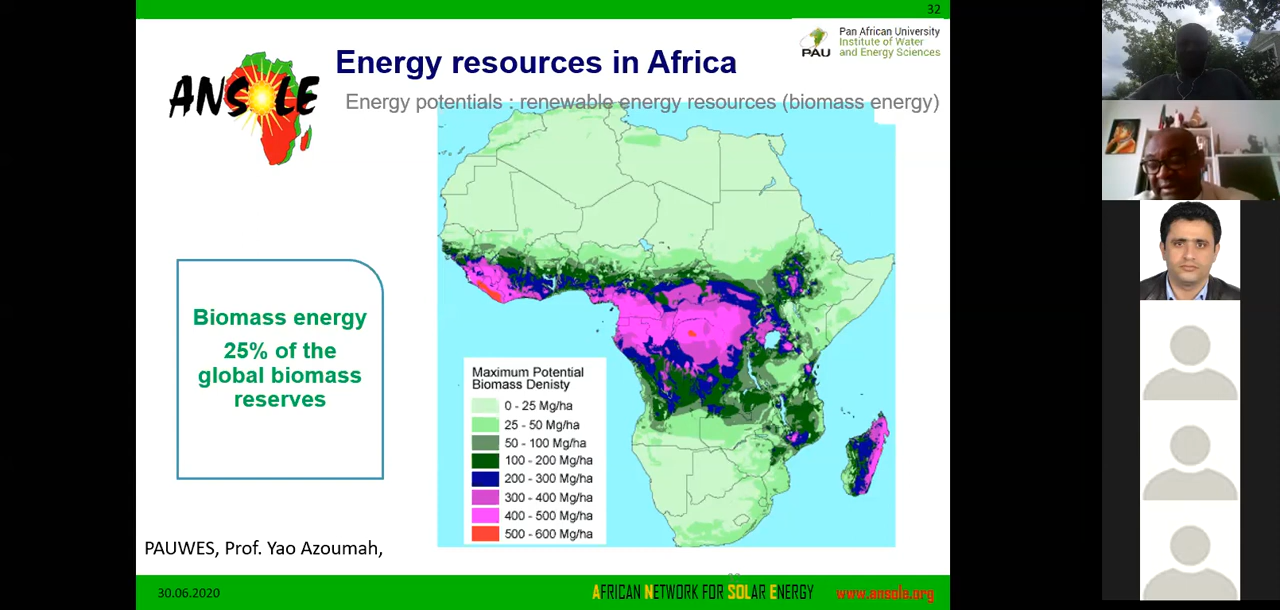 32
PAU
Pan African University
Institute of Water
and Energy Sciences
ANSOLE
Energy resources in Africa
Energy potentials : renewable energy resources (biomass energy)
Biomass energy
25% of the
global biomass
reserves
Maximum Potential
Biomass Denisty
0 - 25 Mg/ha
25 - 50 Mg/ha
50 - 100 Mg/ha
100 - 200 Mg/ha
200 - 300 Mg/ha
300 - 400 Mg/ha
400 - 500 Mg/ha
500 - 600 Mg/ha
PAUWES, Prof. Yao Azoumah,
30.06.2020
AFRICAN NETWORK FOR SOLAR ENERGY
www.ansole.org